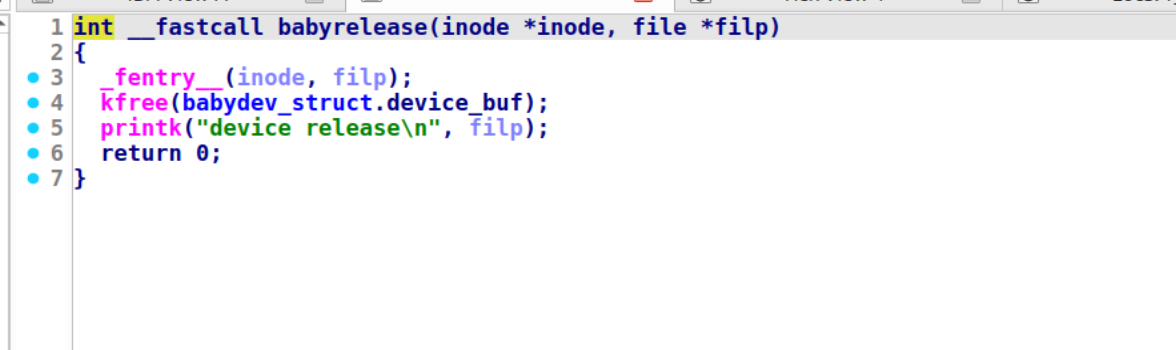 1 int __fastcall babyrelease(inode *inode, file *filp)
2 {
3   _fentry__(inode, filp);
4   kfree(babydev_struct.device_buf);
5   printk("device release\n", filp);
6   return 0;
7 }